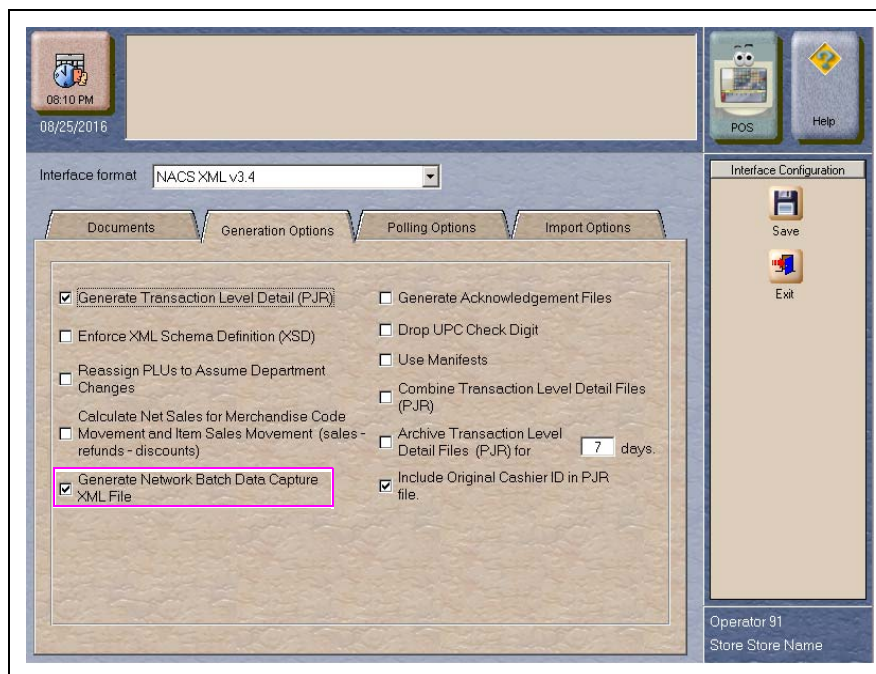 08:10 PM
08/25/2016
POS
Help
Interface format NACS XML v3.4
Documents
Generation Options
Polling Options
Import Options
Generate Transaction Level Detail (PJR)
Enforce XML Schema Definition (XSD)
Reassign PLUs to Assume Department
Changes
Calculate Net Sales for Merchandise Code
Movement and Item Sales Movement (sales -
refunds - discounts)
Generate Network Batch Data Capture
XML File
Generate Acknowledgement Files
Drop UPC Check Digit
Use Manifests
Combine Transaction Level Detail Files
(PJR)
Archive Transaction Level
Detail Files (PJR) for 7 days.
Include Original Cashier ID in PJR
file.
Interface Configuration
Save
Exit
Operator 91
Store Store Name